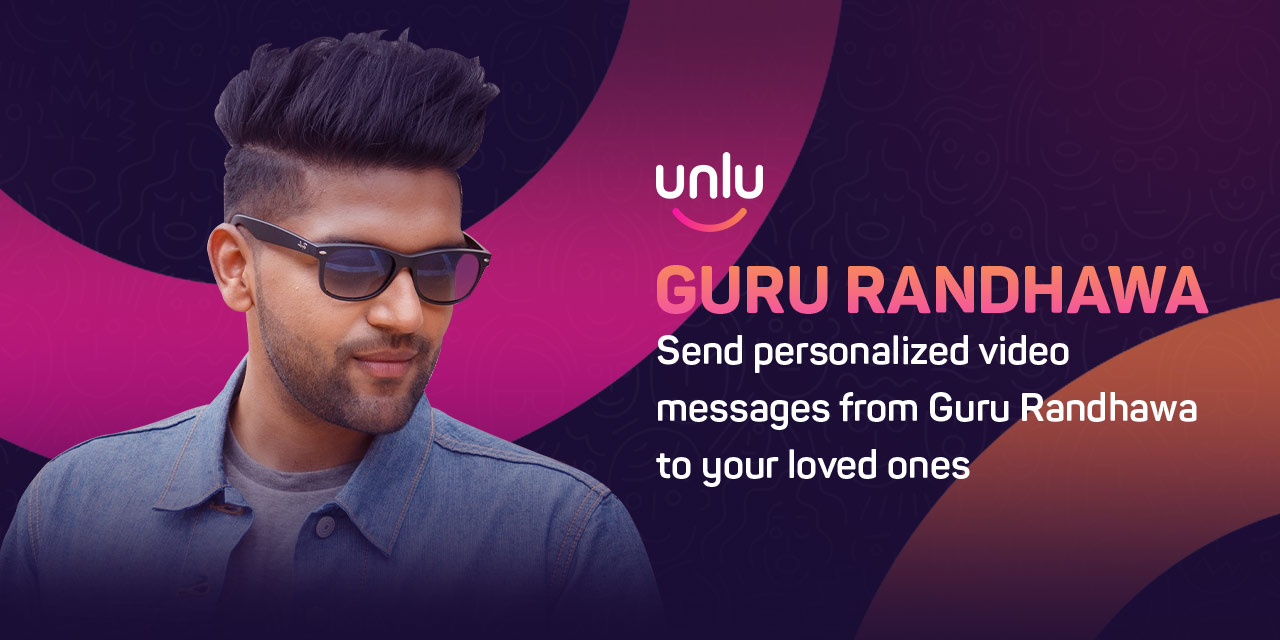 unlu
GURU RANDHAWA
Send personalized video
messages from Guru Randhawa
to your loved ones